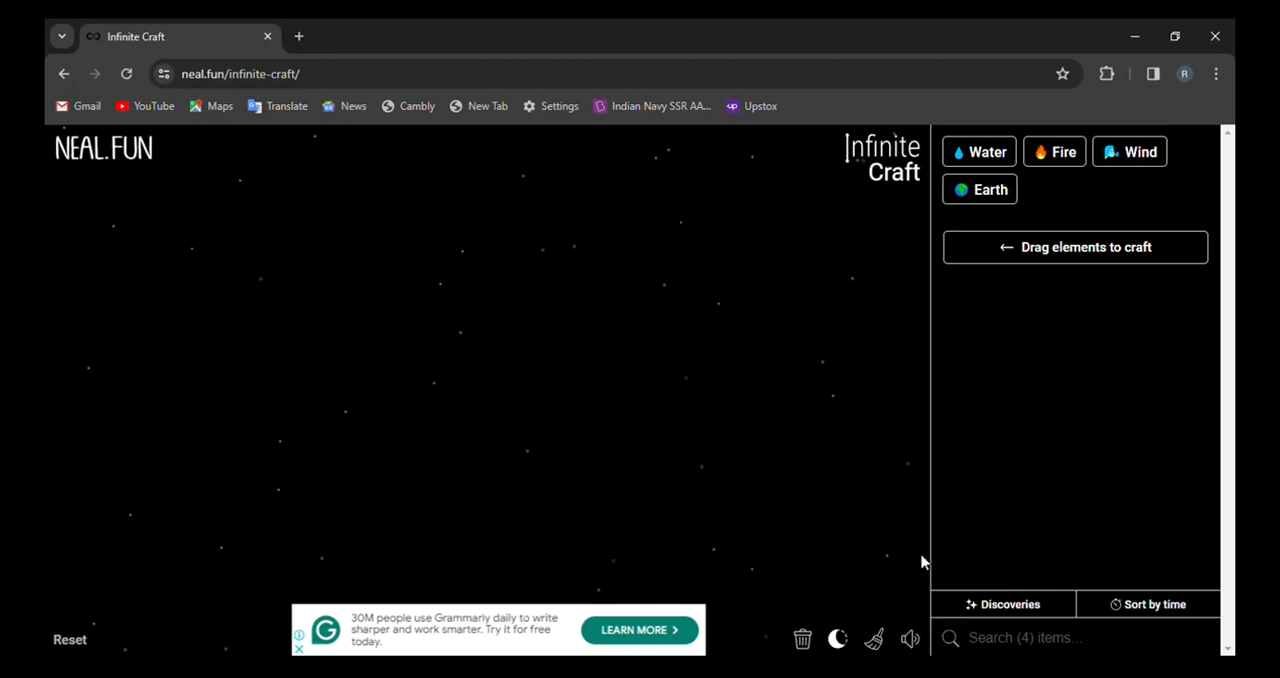 Infinite Craft
neal.fun/infinite-craft/
R
Gmail YouTube Maps Translate News Cambly New Tab Settings Indian Navy SSR AA... Upstox
NEAL.FUN
Infinite
Craft
Water Fire Wind
Earth
← Drag elements to craft
30M people use Grammarly daily to write
sharper and work smarter. Try it for free
today.
LEARN MORE >
Reset
Discoveries Sort by time
Search (4) items...